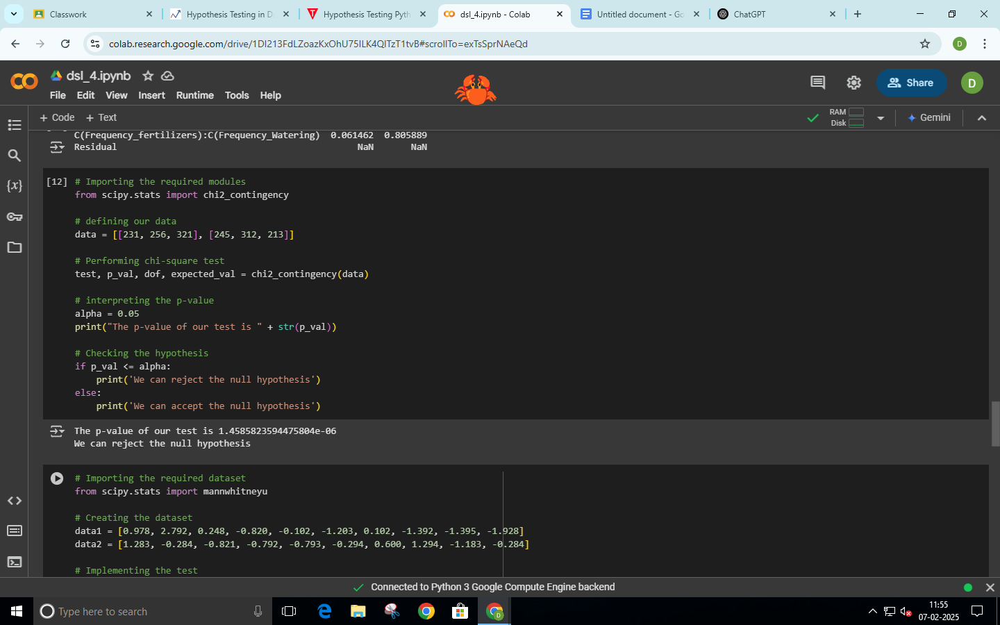 Classwork
Hypothesis Testing in D
Hypothesis Testing Pyth
dsl_4.ipynb - Colab
Untitled document - Go
ChatGPT
colab.research.google.com/drive/1DI213FdLZoazKxOhU75ILK4QITzT1tvB#scrollTo=exTsSprNAeQd
D
dsl_4.ipynb
File Edit View Insert Runtime Tools Help
Share
D
+ Code + Text
RAM
Disk
Gemini
C(Frequency_fertilizers):C(Frequency_Watering) 0.061462 0.805889
Residual NaN NaN
[12] # Importing the required modules
from scipy.stats import chi2_contingency
# defining our data
data = [[231, 256, 321], [245, 312, 213]]
# Performing chi-square test
test, p_val, dof, expected_val = chi2_contingency(data)
# interpreting the p-value
alpha = 0.05
print("The p-value of our test is " + str(p_val))
# Checking the hypothesis
if p_val <= alpha:
    print('We can reject the null hypothesis')
else:
    print('We can accept the null hypothesis')
The p-value of our test is 1.4585823594475804e-06
We can reject the null hypothesis
# Importing the required dataset
from scipy.stats import mannwhitneyu
# Creating the dataset
data1 = [0.978, 2.792, 0.248, -0.820, -0.102, -1.203, 0.102, -1.392, -1.395, -1.928]
data2 = [1.283, -0.284, -0.821, -0.792, -0.793, -0.294, 0.600, 1.294, -1.183, -0.284]
# Implementing the test
Connected to Python 3 Google Compute Engine backend
Type here to search
11:55
07-02-2025